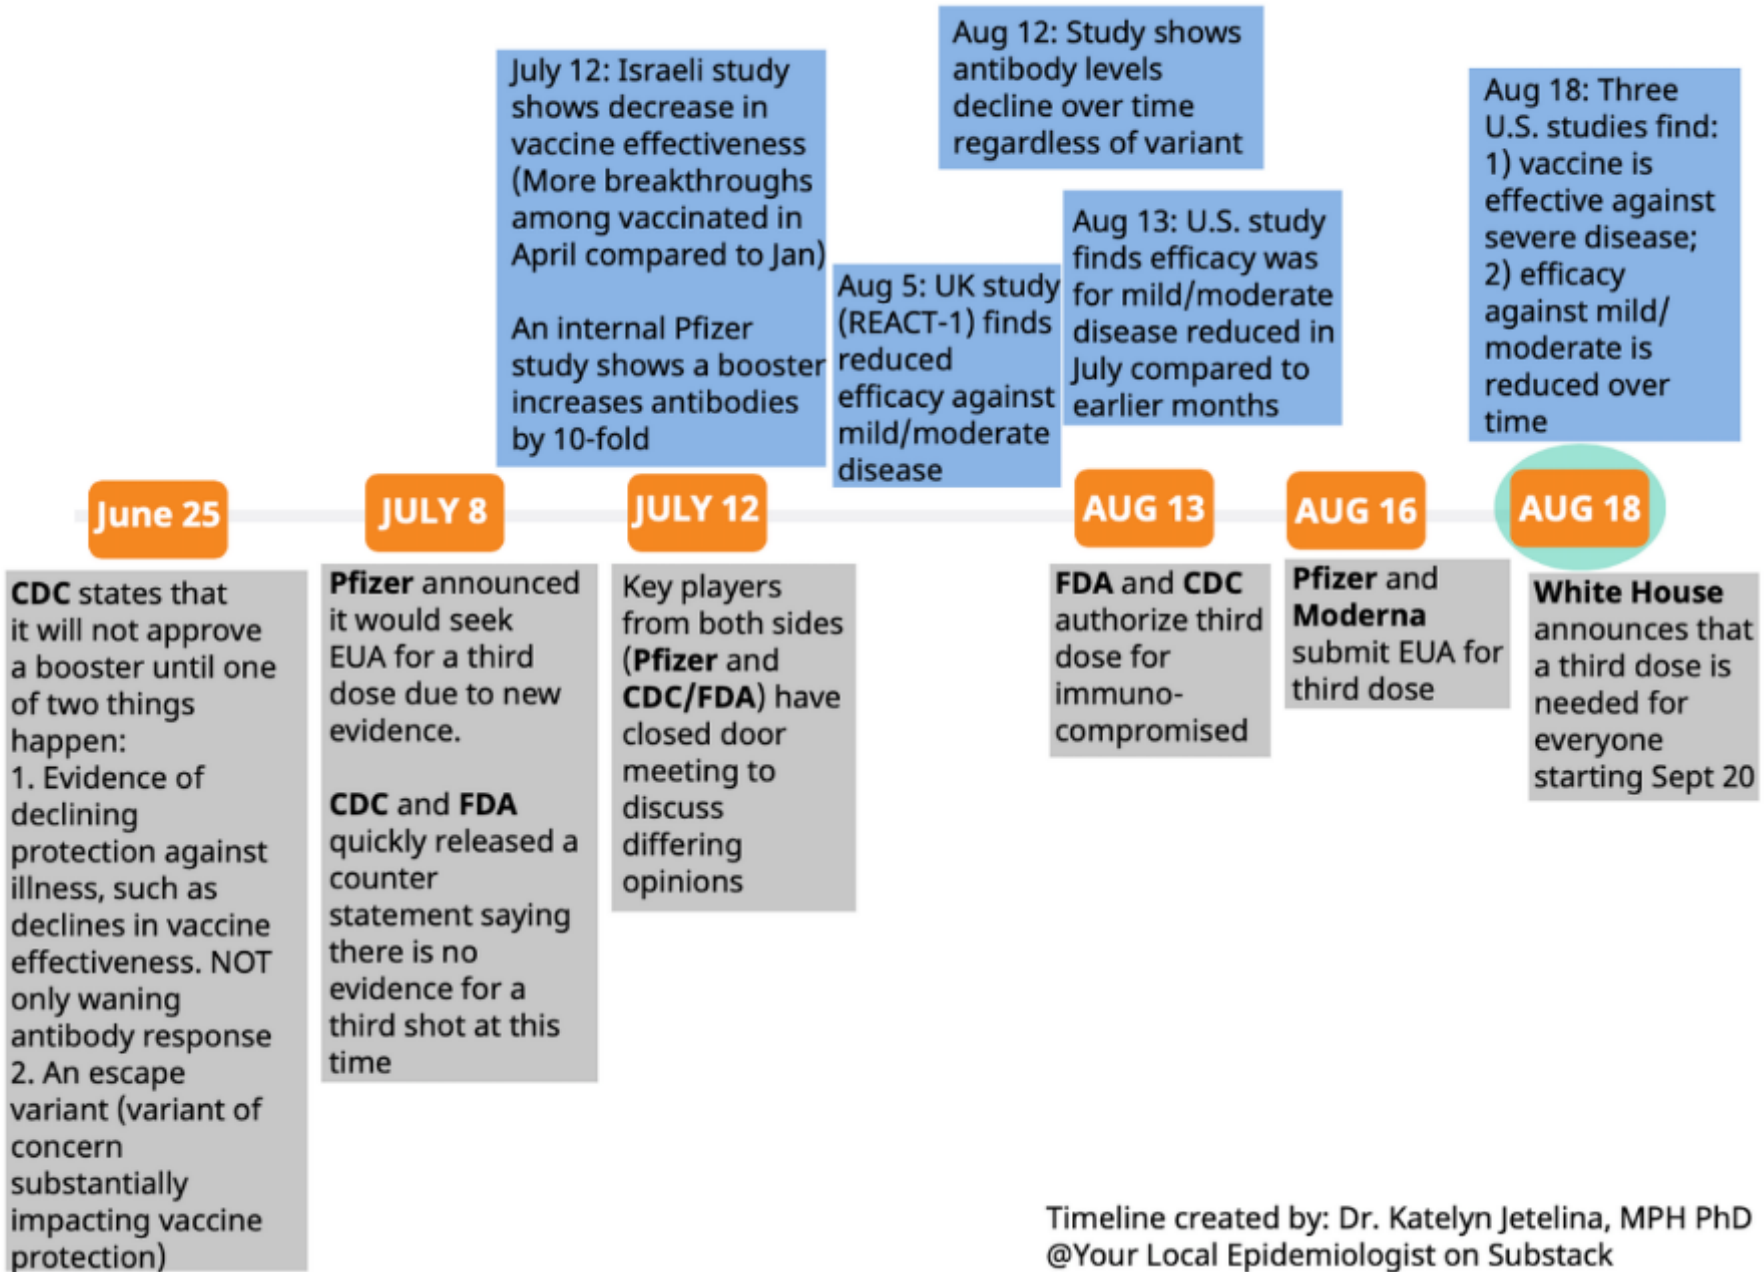 July 12: Israeli study
shows decrease in
vaccine effectiveness
(More breakthroughs
among vaccinated in
April compared to Jan)
An internal Pfizer
study shows a booster
increases antibodies
by 10-fold
Aug 5: UK study
(REACT-1) finds
reduced
efficacy against
mild/moderate
disease
Aug 12: Study shows
antibody levels
decline over time
regardless of variant
Aug 13: U.S. study
finds efficacy was
for mild/moderate
disease reduced in
July compared to
earlier months
Aug 18: Three
U.S. studies find:
1) vaccine is
effective against
severe disease;
2) efficacy
against mild/
moderate is
reduced over
time
June 25
JULY 8
JULY 12
AUG 13
AUG 16
AUG 18
CDC states that
it will not approve
a booster until one
of two things
happen:
1. Evidence of
declining
protection against
illness, such as
declines in vaccine
effectiveness. NOT
only waning
antibody response
2. An escape
variant (variant of
concern
substantially
impacting vaccine
protection)
Pfizer announced
it would seek
EUA for a third
dose due to new
evidence.
CDC and FDA
quickly released a
counter
statement saying
there is no
evidence for a
third shot at this
time
Key players
from both sides
(Pfizer and
CDC/FDA) have
closed door
meeting to
discuss
differing
opinions
FDA and CDC
authorize third
dose for
immuno-
compromised
Pfizer and
Moderna
submit EUA for
third dose
White House
announces that
a third dose is
needed for
everyone
starting Sept 20
Timeline created by: Dr. Katelyn Jetelina, MPH PhD
@Your Local Epidemiologist on Substack